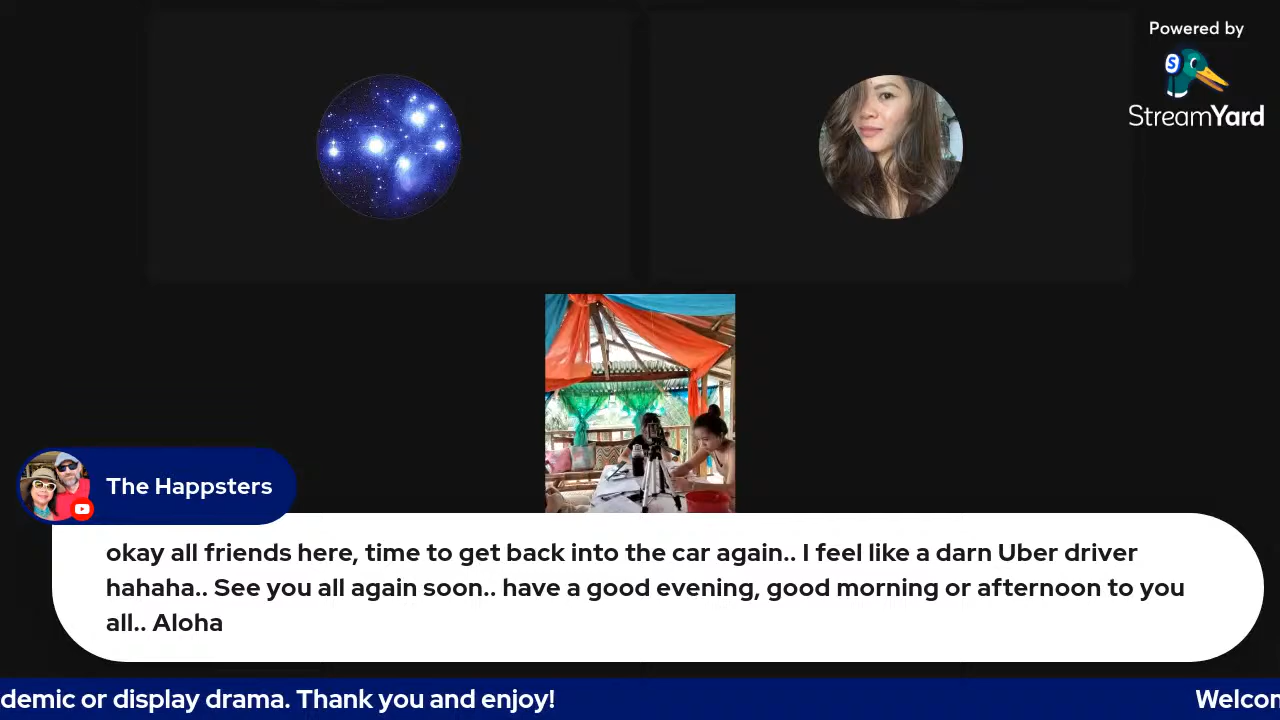 Powered by
S
StreamYard
The Happsters
okay all friends here, time to get back into the car again.. I feel like a darn Uber driver
hahaha.. See you all again soon.. have a good evening, good morning or afternoon to you
all.. Aloha
demic or display drama. Thank you and enjoy!
Welcor